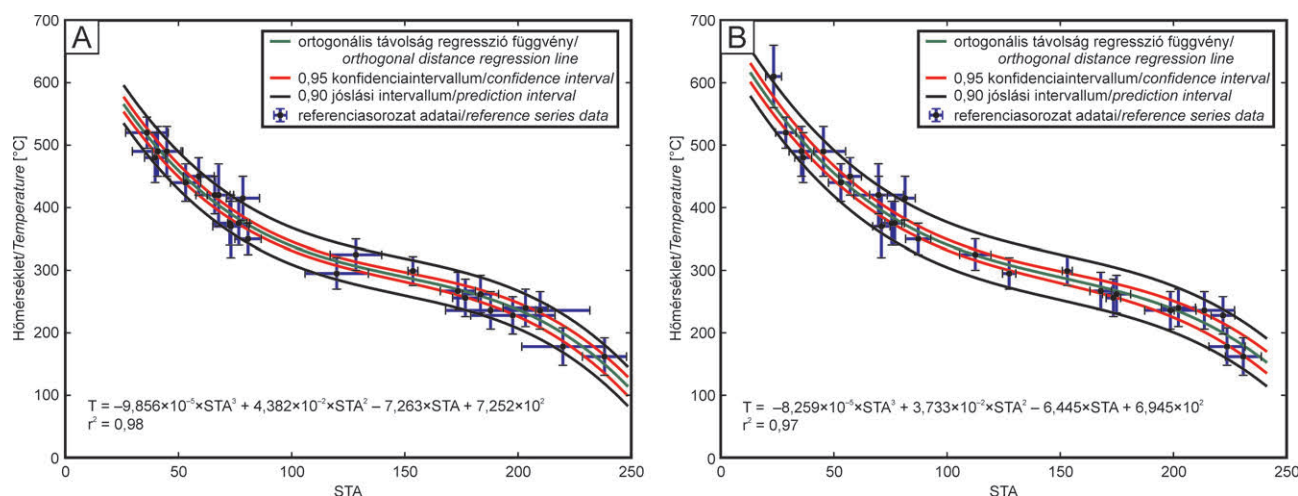 A
ortogonális távolság regresszió függvény/
orthogonal distance regression line
0,95 konfidenciaintervallum/confidence interval
0,90 jóslási intervallum/prediction interval
referenciasorozat adatai/reference series data
700
600
500
400
300
200
100
0
Hőmérséklet/Temperature [°C]
T = –9,856×10⁻⁵×STA³ + 4,382×10⁻²×STA² – 7,263×STA + 7,252×10²
r² = 0,98
0 50 100 150 200 250
STA
B
ortogonális távolság regresszió függvény/
orthogonal distance regression line
0,95 konfidenciaintervallum/confidence interval
0,90 jóslási intervallum/prediction interval
referenciasorozat adatai/reference series data
700
600
500
400
300
200
100
0
Hőmérséklet/Temperature [°C]
T = –8,259×10⁻⁵×STA³ + 3,733×10⁻²×STA² – 6,445×STA + 6,945×10²
r² = 0,97
0 50 100 150 200 250
STA